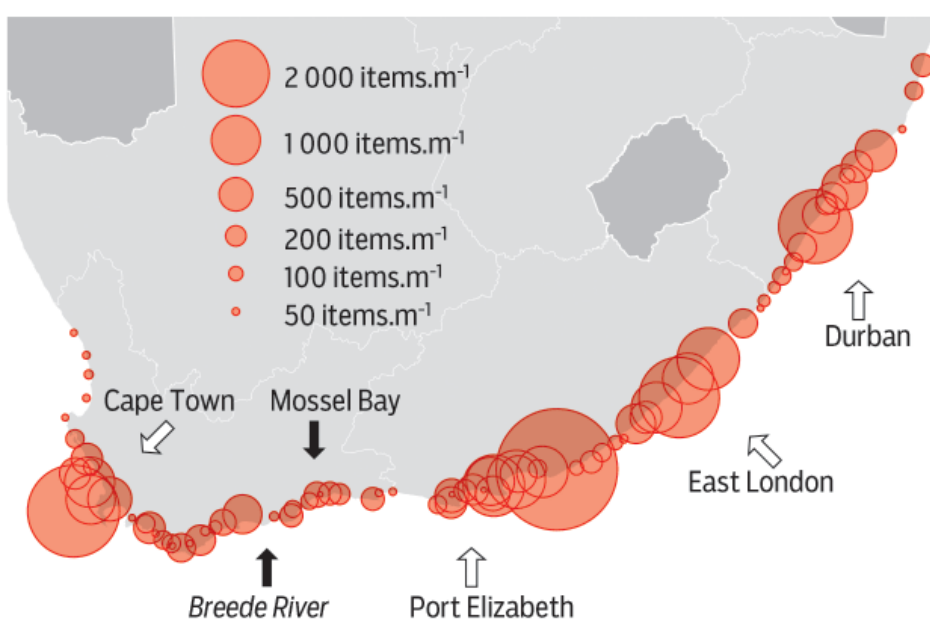 2 000 items.m⁻¹
1 000 items.m⁻¹
500 items.m⁻¹
200 items.m⁻¹
100 items.m⁻¹
50 items.m⁻¹
Durban
Cape Town
Mossel Bay
East London
Breede River
Port Elizabeth